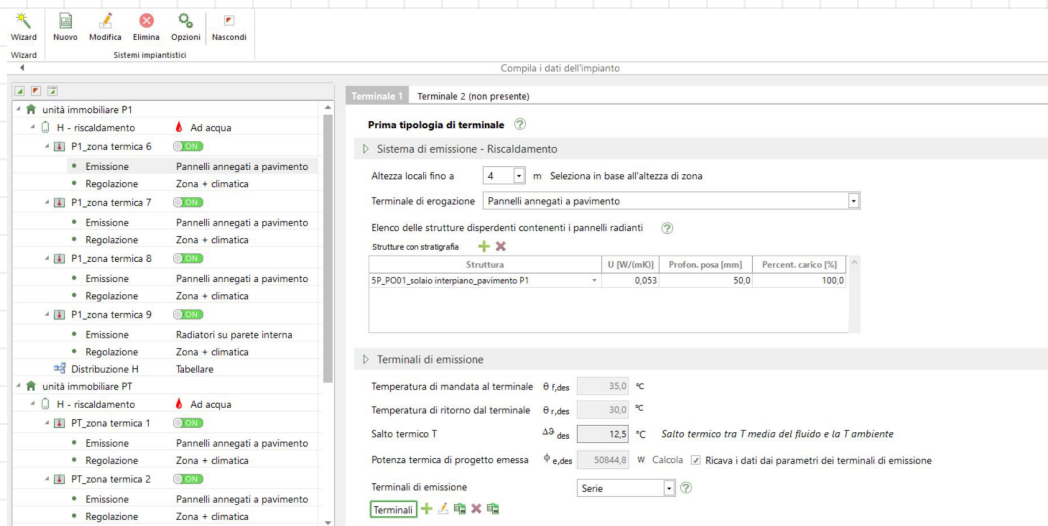 Wizard Nuovo Modifica Elimina Opzioni Nascondi
Wizard Sistemi impiantistici
Compila i dati dell'impianto
unità immobiliare P1
H - riscaldamento Ad acqua
P1_zona termica 6 ON
Emissione Pannelli annegati a pavimento
Regolazione Zona + climatica
P1_zona termica 7 ON
Emissione Pannelli annegati a pavimento
Regolazione Zona + climatica
P1_zona termica 8 ON
Emissione Pannelli annegati a pavimento
Regolazione Zona + climatica
P1_zona termica 9 ON
Emissione Radiatori su parete interna
Regolazione Zona + climatica
Distribuzione H Tabellare
unità immobiliare PT
H - riscaldamento Ad acqua
PT_zona termica 1 ON
Emissione Pannelli annegati a pavimento
Regolazione Zona + climatica
PT_zona termica 2 ON
Emissione Pannelli annegati a pavimento
Regolazione Zona + climatica
Terminale 1 Terminale 2 (non presente)
Prima tipologia di terminale ?
Sistema di emissione - Riscaldamento
Altezza locali fino a 4 m Seleziona in base all'altezza di zona
Terminale di erogazione Pannelli annegati a pavimento
Elenco delle strutture disperdenti contenenti i pannelli radianti ?
Strutture con stratigrafia
Struttura U [W/(mK)] Profon. posa [mm] Percent. carico [%]
5P_PO01_solaio interpiano_pavimento P1 0,053 50,0 100,0
Terminali di emissione
Temperatura di mandata al terminale θ f,des 35,0 °C
Temperatura di ritorno dal terminale θ r,des 30,0 °C
Salto termico T Δϑ des 12,5 °C Salto termico tra T media del fluido e la T ambiente
Potenza termica di progetto emessa ϕ e,des 50844,8 W Calcola Ricava i dati dai parametri dei terminali di emissione
Terminali di emissione Serie ?
Terminali